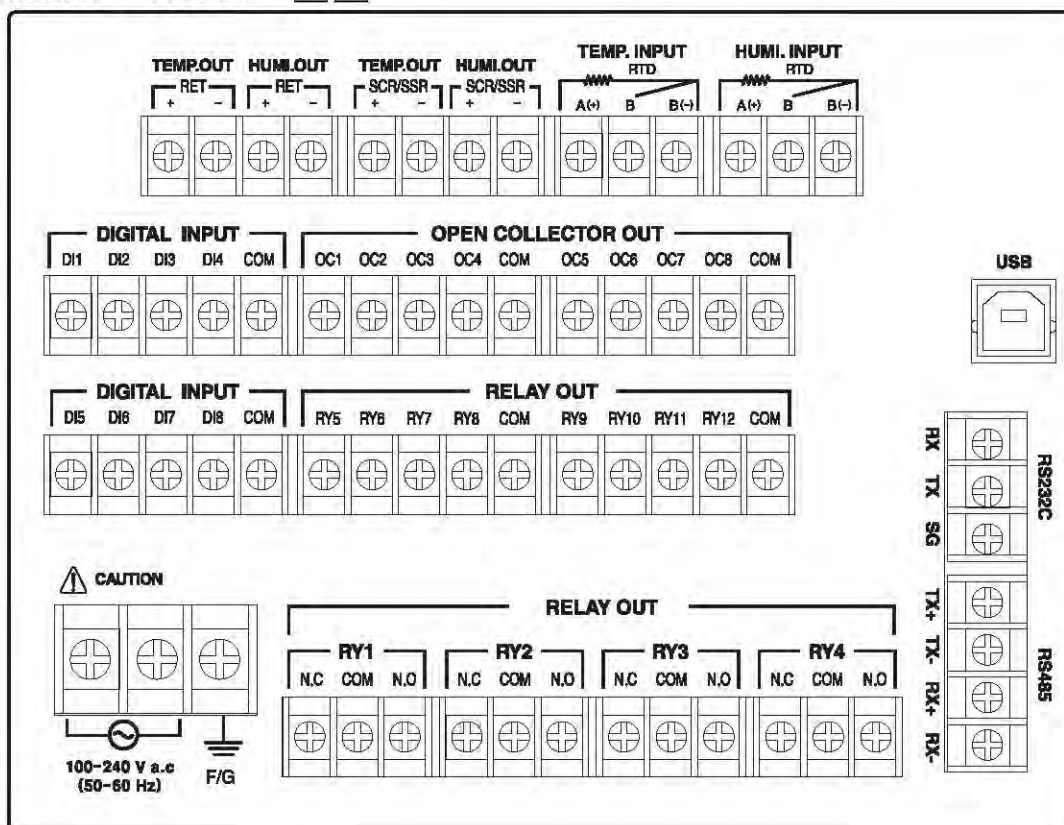 TEMP. INPUT HUMI. INPUT
TEMP.OUT HUMI.OUT TEMP.OUT HUMI.OUT RTD RTD
RET RET SCR/SSR SCR/SSR
+ - + - + - + - A(+) B B(-) A(+) B B(-)
DIGITAL INPUT OPEN COLLECTOR OUT
DI1 DI2 DI3 DI4 COM OC1 OC2 OC3 OC4 COM OC5 OC6 OC7 OC8 COM
USB
DIGITAL INPUT RELAY OUT
DI5 DI6 DI7 DI8 COM RY5 RY6 RY7 RY8 COM RY9 RY10 RY11 RY12 COM
RX
TX
SG
RS232C
TX+
TX-
RX+
RX-
RS485
CAUTION
RELAY OUT
RY1 RY2 RY3 RY4
N.C COM N.O N.C COM N.O N.C COM N.O N.C COM N.O
100-240 V a.c
(50-60 Hz)
F/G